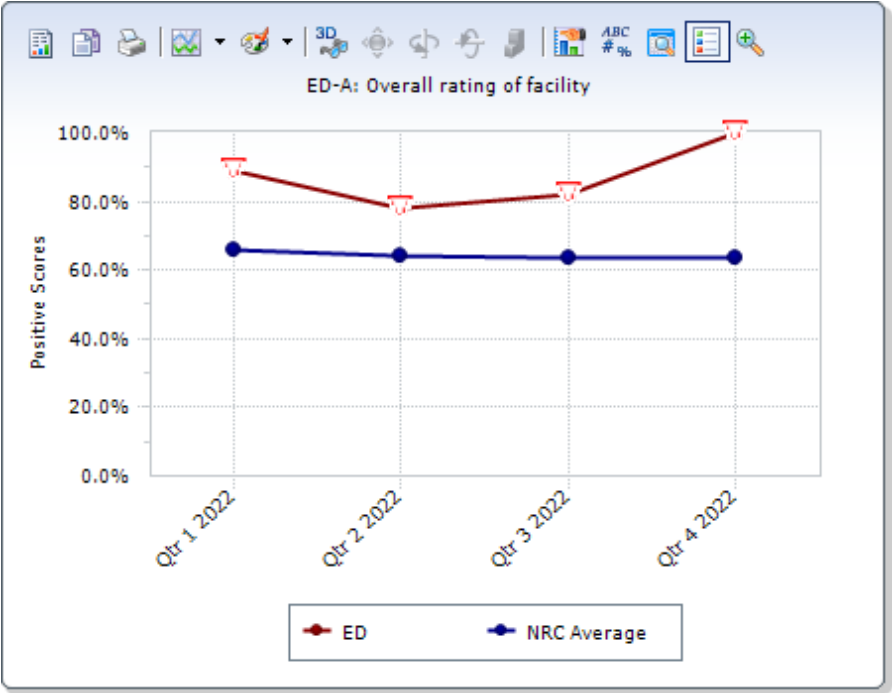 3D
ABC
# %
ED-A: Overall rating of facility
100.0%
80.0%
60.0%
40.0%
20.0%
0.0%
Positive Scores
Qtr 1 2022
Qtr 2 2022
Qtr 3 2022
Qtr 4 2022
ED
NRC Average